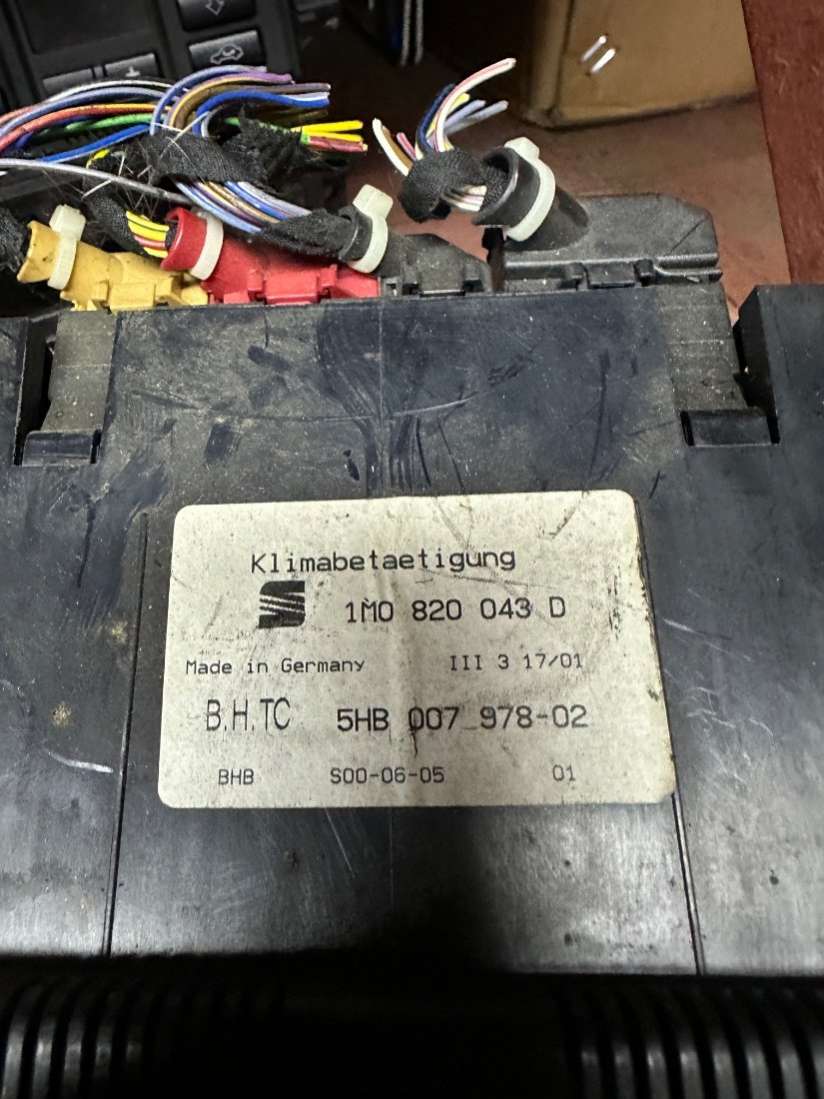 Klimabetaetigung
1M0 820 043 D
Made in Germany III 3 17/01
B.H.TC 5HB 007 978-02
BHB S00-06-05 01